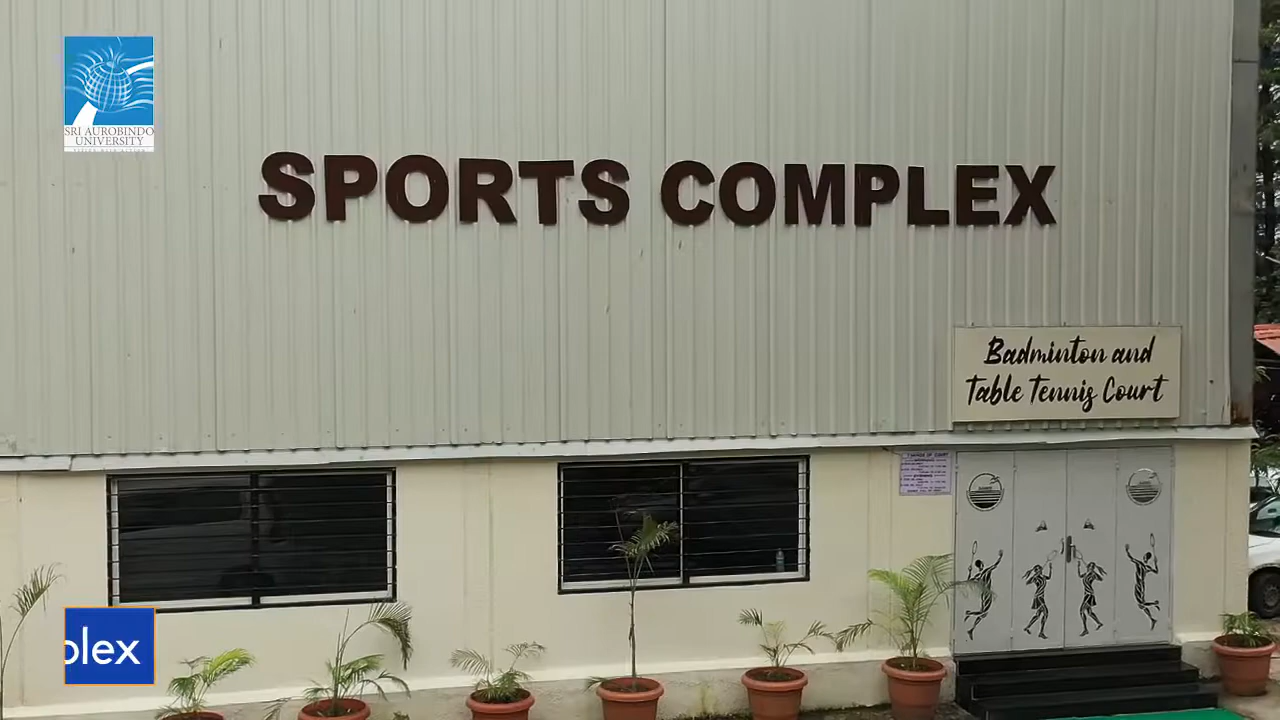 SRI AUROBINDO
UNIVERSITY
SPORTS COMPLEX
Badminton and
Table Tennis Court
plex